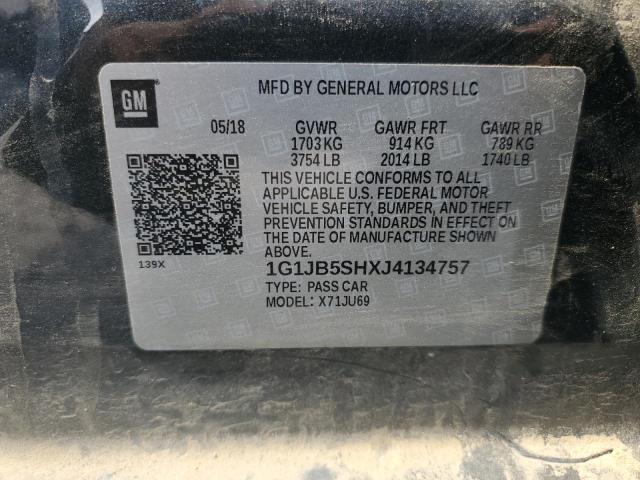 GM
MFD BY GENERAL MOTORS LLC
05/18 GVWR GAWR FRT GAWR RR
1703 KG 914 KG 789 KG
3754 LB 2014 LB 1740 LB
THIS VEHICLE CONFORMS TO ALL
APPLICABLE U.S. FEDERAL MOTOR
VEHICLE SAFETY, BUMPER, AND THEFT
PREVENTION STANDARDS IN EFFECT ON
THE DATE OF MANUFACTURE SHOWN
ABOVE.
139X
1G1JB5SHXJ4134757
TYPE: PASS CAR
MODEL: X71JU69